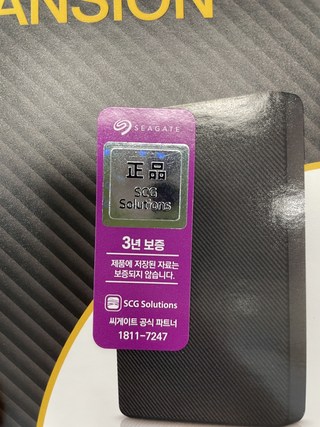 ANSION
SEAGATE
正品
SCG
Solutions
3년 보증
제품에 저장된 자료는
보증되지 않습니다.
SCG Solutions
씨게이트 공식 파트너
1811-7247